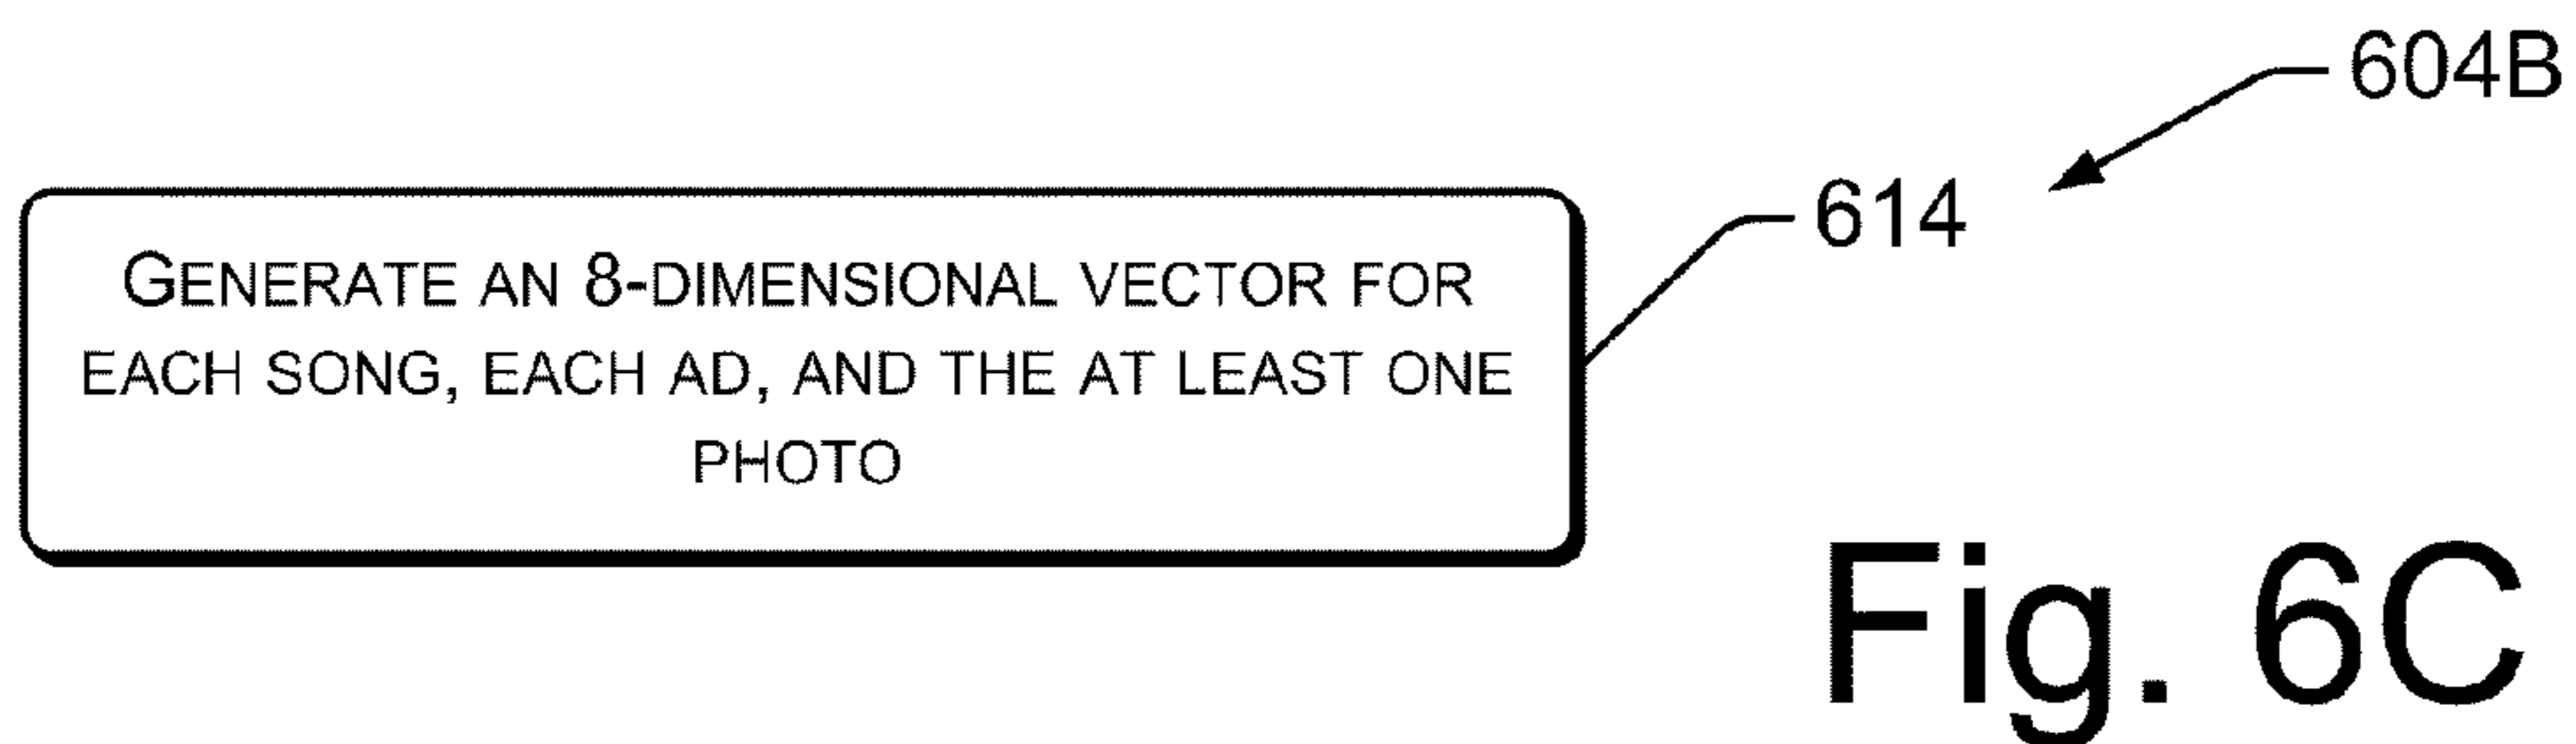 604B
614
GENERATE AN 8-DIMENSIONAL VECTOR FOR
EACH SONG, EACH AD, AND THE AT LEAST ONE
PHOTO
Fig. 6C